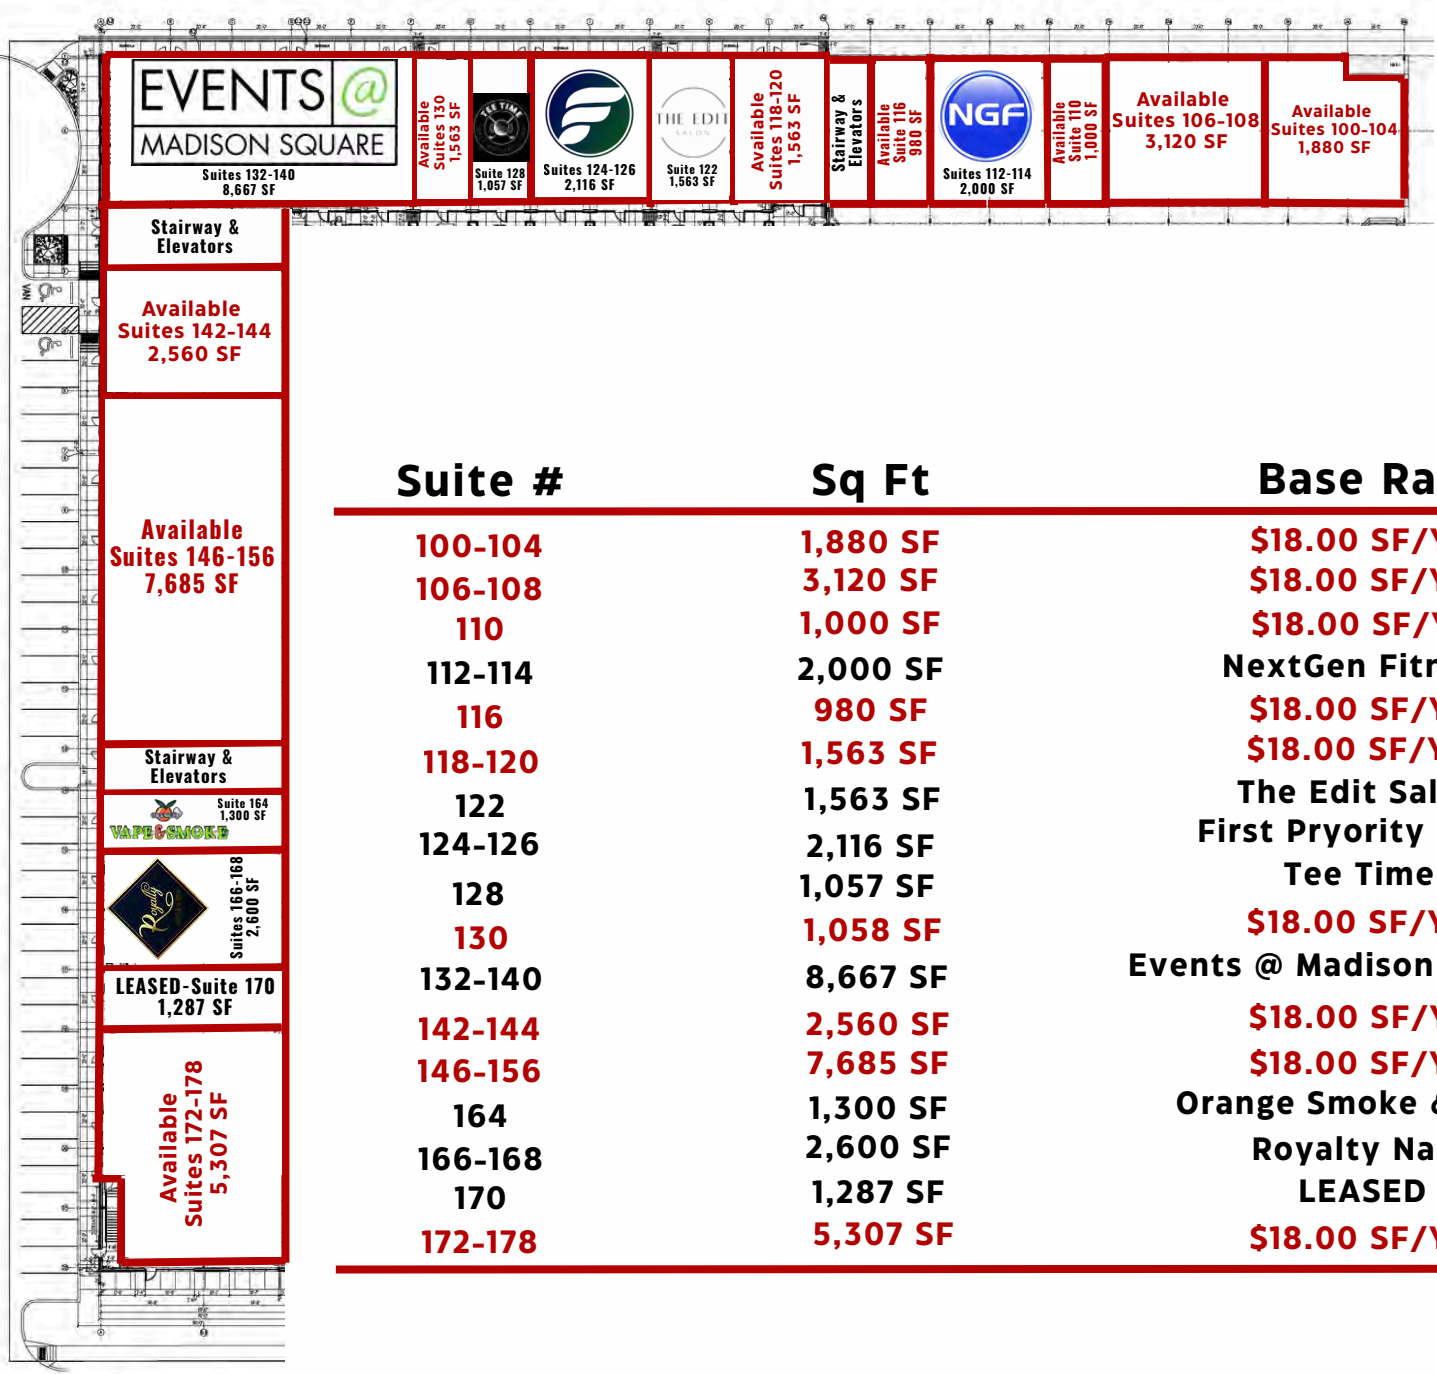 EVENTS @
MADISON SQUARE
Suites 132-140
8,667 SF
Available
Suites 130
1,563 SF
TEE TIME
Suite 128
1,057 SF
Suites 124-126
2,116 SF
THE EDIT
SALON
Suite 122
1,563 SF
Available
Suites 118-120
1,563 SF
Stairway &
Elevators
Available
Suite 116
980 SF
NGF
Suites 112-114
2,000 SF
Available
Suite 110
1,000 SF
Available
Suites 106-108
3,120 SF
Available
Suites 100-104
1,880 SF
Stairway &
Elevators
VAN
Available
Suites 142-144
2,560 SF
Available
Suites 146-156
7,685 SF
Stairway &
Elevators
Suite 164
1,300 SF
VAPE&SMOKE
Royalty
Suites 166-168
2,600 SF
LEASED-Suite 170
1,287 SF
Available
Suites 172-178
5,307 SF
Suite # Sq Ft Base Ra
100-104 1,880 SF $18.00 SF/Y
106-108 3,120 SF $18.00 SF/Y
110 1,000 SF $18.00 SF/Y
112-114 2,000 SF NextGen Fitn
116 980 SF $18.00 SF/Y
118-120 1,563 SF $18.00 SF/Y
122 1,563 SF The Edit Sal
124-126 2,116 SF First Pryority
128 1,057 SF Tee Time
130 1,058 SF $18.00 SF/Y
132-140 8,667 SF Events @ Madison
142-144 2,560 SF $18.00 SF/Y
146-156 7,685 SF $18.00 SF/Y
164 1,300 SF Orange Smoke &
166-168 2,600 SF Royalty Na
170 1,287 SF LEASED
172-178 5,307 SF $18.00 SF/Y